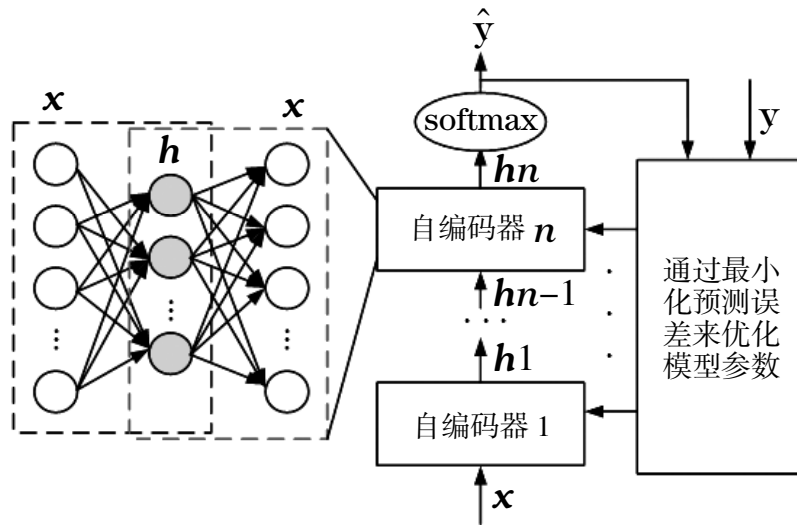 ŷ
x
x
softmax
y
h
hn
自编码器 n
通过最小
化预测误
差来优化
模型参数
hn−1
h1
自编码器 1
x